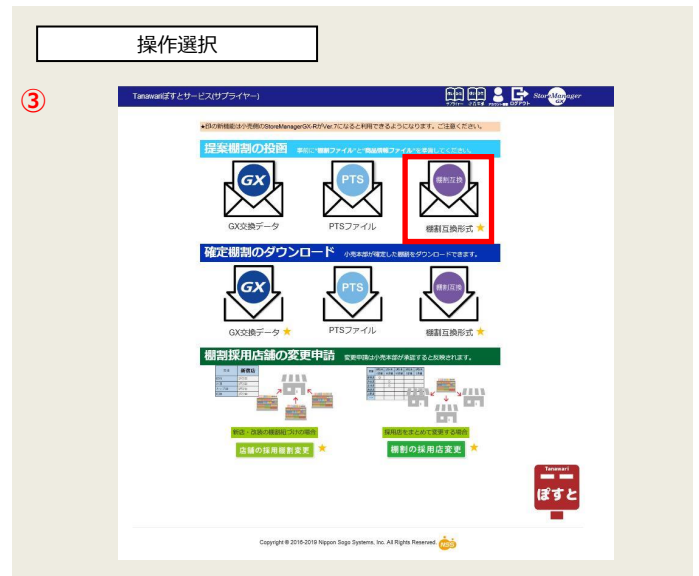 操作選択
③
Tanawariぽすとサービス(サプライヤー)
ログアウト
StoreManager GX
★印の新機能は小売側のStoreManagerGX-RがVer.7になると利用できるようになります。ご注意ください。
提案棚割の投函 事前に"棚割ファイル"と"商品情報ファイル"を準備してください。
GX PTS 棚割互換
GX交換データ PTSファイル 棚割互換形式 ★
確定棚割のダウンロード 小売本部が確定した棚割をダウンロードできます。
GX PTS 棚割互換
GX交換データ ★ PTSファイル 棚割互換形式 ★
棚割採用店舗の変更申請 変更申請は小売本部が承認すると反映されます。
新宿店
新店・改装の棚割紐づけの場合 採用店をまとめて変更する場合
店舗の採用棚割変更 ★ 棚割の採用店変更 ★
Tanawari
ぽすと
Copyright © 2016-2019 Nippon Sogo Systems, Inc. All Rights Reserved.
NSS